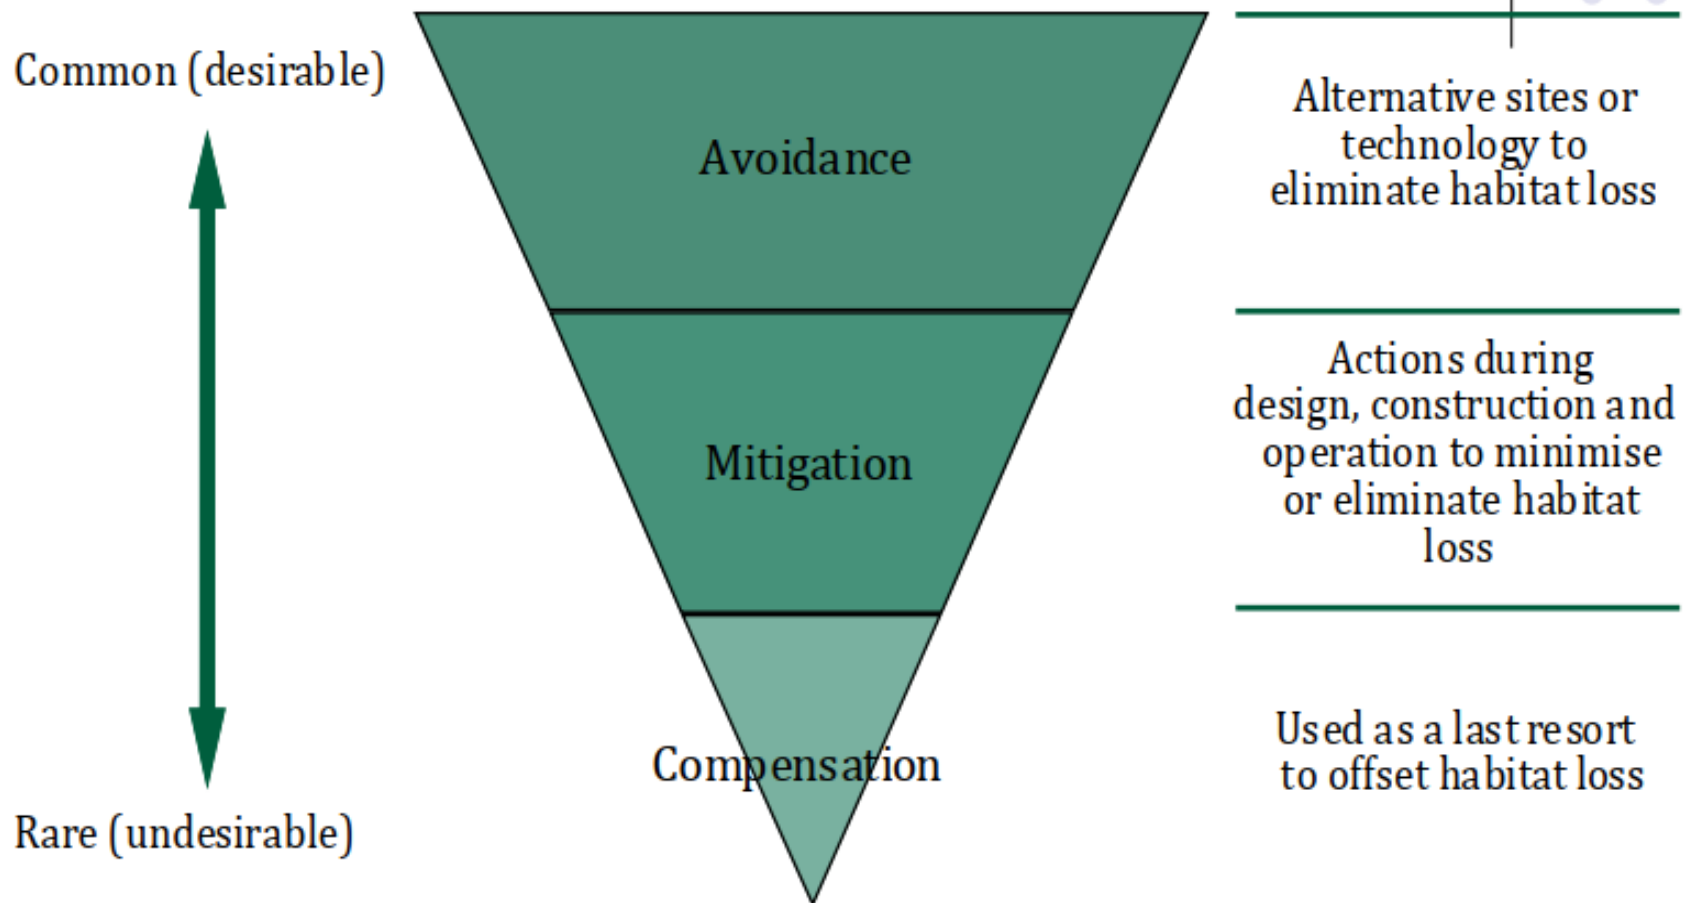 Common (desirable)
Avoidance
Alternative sites or
technology to
eliminate habitat loss
Mitigation
Actions during
design, construction and
operation to minimise
or eliminate habitat
loss
Compensation
Used as a last resort
to offset habitat loss
Rare (undesirable)